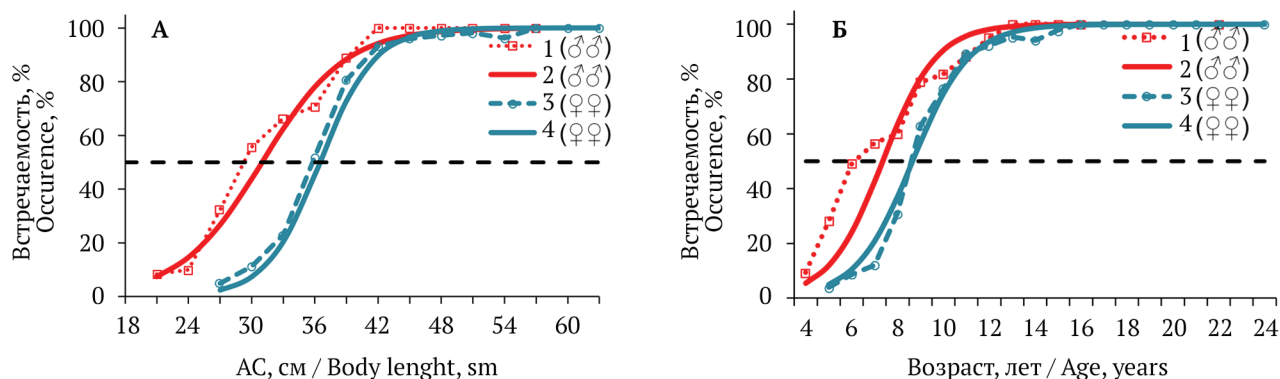 Встречаемость, %
Occurence, %
100
80
60
40
20
0
А
1 (♂♂)
2 (♂♂)
3 (♀♀)
4 (♀♀)
18 24 30 36 42 48 54 60
АС, см / Body lenght, sm
Встречаемость, %
Occurence, %
100
80
60
40
20
0
Б
1 (♂♂)
2 (♂♂)
3 (♀♀)
4 (♀♀)
4 6 8 10 12 14 16 18 20 22 24
Возраст, лет / Age, years